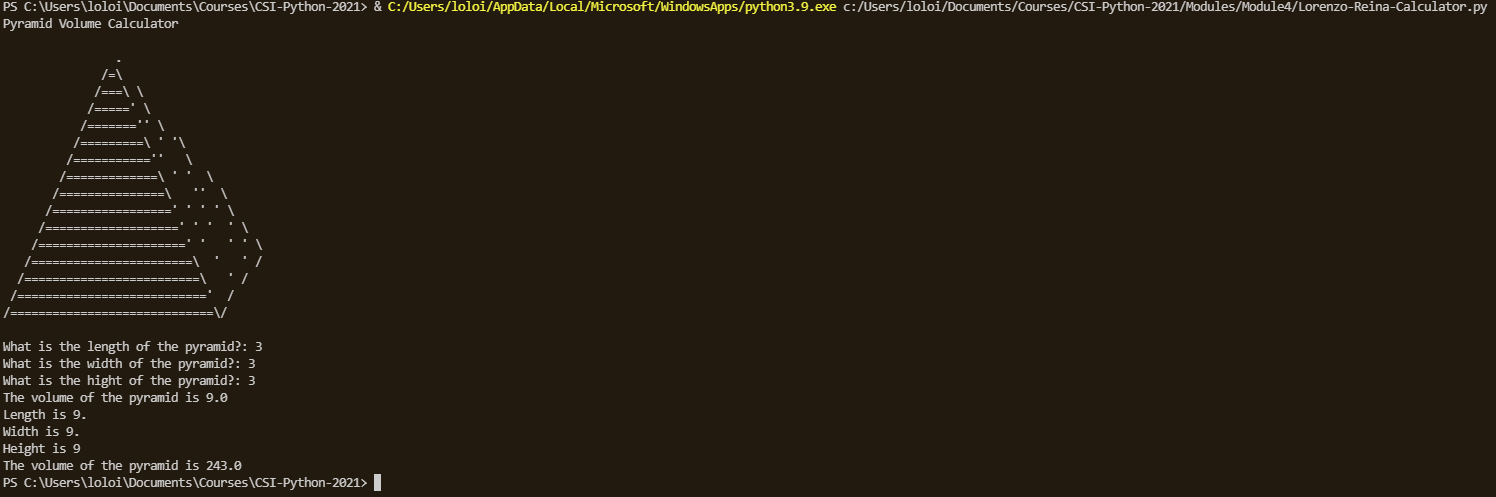 PS C:\Users\loloi\Documents\Courses\CSI-Python-2021> & C:/Users/loloi/AppData/Local/Microsoft/WindowsApps/python3.9.exe c:/Users/loloi/Documents/Courses/CSI-Python-2021/Modules/Module4/Lorenzo-Reina-Calculator.py
Pyramid Volume Calculator

                .
              /=\
             /===\ \
            /=====' \
           /======='' \
          /=========\ ' '\
         /===========''   \
        /=============\ ' '  \
       /===============\   ''  \
      /=================' ' ' ' \
     /===================' ' '  ' \
    /=====================' '   ' ' \
   /=======================\  '   ' /
  /=========================\   ' /
 /==========================='  /
/=============================\/

What is the length of the pyramid?: 3
What is the width of the pyramid?: 3
What is the hight of the pyramid?: 3
The volume of the pyramid is 9.0
Length is 9.
Width is 9.
Height is 9
The volume of the pyramid is 243.0
PS C:\Users\loloi\Documents\Courses\CSI-Python-2021>